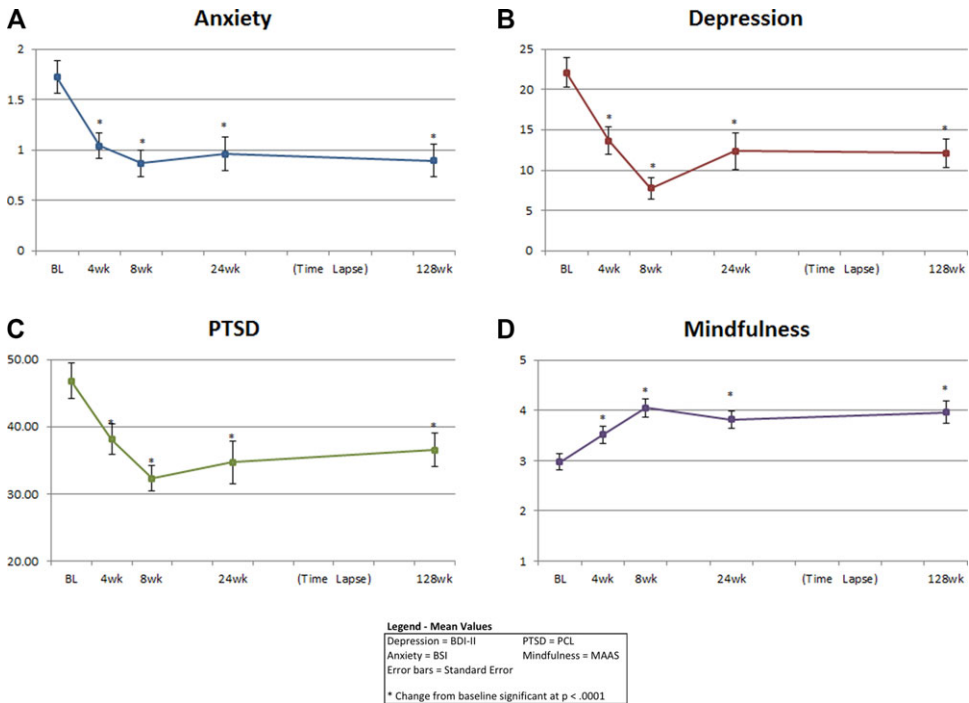 A
Anxiety
2
1.5
1
0.5
0
* * * *
BL 4wk 8wk 24wk (Time Lapse) 128wk
B
Depression
25
20
15
10
5
0
* * * *
BL 4wk 8wk 24wk (Time Lapse) 128wk
C
PTSD
50.00
40.00
30.00
20.00
* * * *
BL 4wk 8wk 24wk (Time Lapse) 128wk
D
Mindfulness
5
4
3
2
1
* * * *
BL 4wk 8wk 24wk (Time Lapse) 128wk
Legend - Mean Values
Depression = BDI-II PTSD = PCL
Anxiety = BSI Mindfulness = MAAS
Error bars = Standard Error
* Change from baseline significant at p < .0001